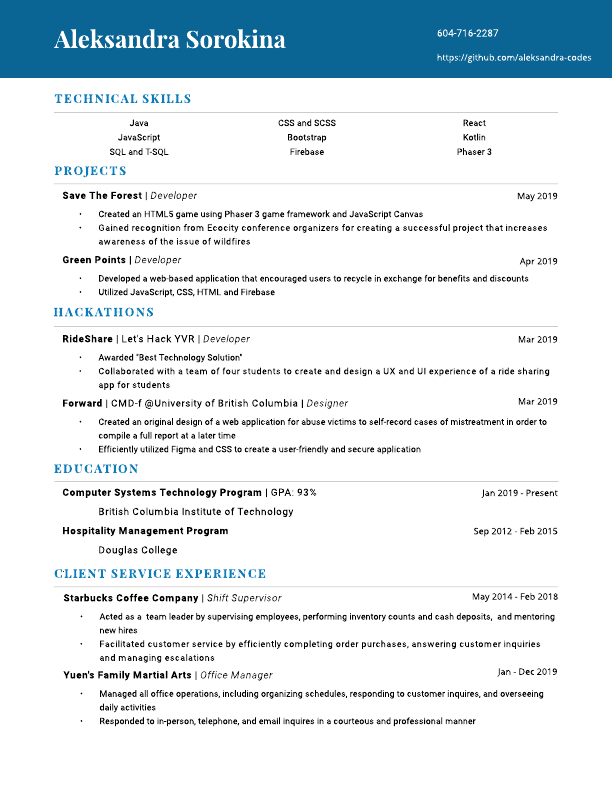 Aleksandra Sorokina
604-716-2287
https://github.com/aleksandra-codes
TECHNICAL SKILLS
Java CSS and SCSS React
JavaScript Bootstrap Kotlin
SQL and T-SQL Firebase Phaser 3
PROJECTS
Save The Forest | Developer May 2019
· Created an HTML5 game using Phaser 3 game framework and JavaScript Canvas
· Gained recognition from Ecocity conference organizers for creating a successful project that increases
awareness of the issue of wildfires
Green Points | Developer Apr 2019
· Developed a web-based application that encouraged users to recycle in exchange for benefits and discounts
· Utilized JavaScript, CSS, HTML and Firebase
HACKATHONS
RideShare | Let's Hack YVR | Developer Mar 2019
· Awarded "Best Technology Solution"
· Collaborated with a team of four students to create and design a UX and UI experience of a ride sharing
app for students
Forward | CMD-f @University of British Columbia | Designer Mar 2019
· Created an original design of a web application for abuse victims to self-record cases of mistreatment in order to
compile a full report at a later time
· Efficiently utilized Figma and CSS to create a user-friendly and secure application
EDUCATION
Computer Systems Technology Program | GPA: 93% Jan 2019 - Present
British Columbia Institute of Technology
Hospitality Management Program Sep 2012 - Feb 2015
Douglas College
CLIENT SERVICE EXPERIENCE
Starbucks Coffee Company | Shift Supervisor May 2014 - Feb 2018
· Acted as a team leader by supervising employees, performing inventory counts and cash deposits, and mentoring
new hires
· Facilitated customer service by efficiently completing order purchases, answering customer inquiries
and managing escalations
Yuen's Family Martial Arts | Office Manager Jan - Dec 2019
· Managed all office operations, including organizing schedules, responding to customer inquires, and overseeing
daily activities
· Responded to in-person, telephone, and email inquires in a courteous and professional manner